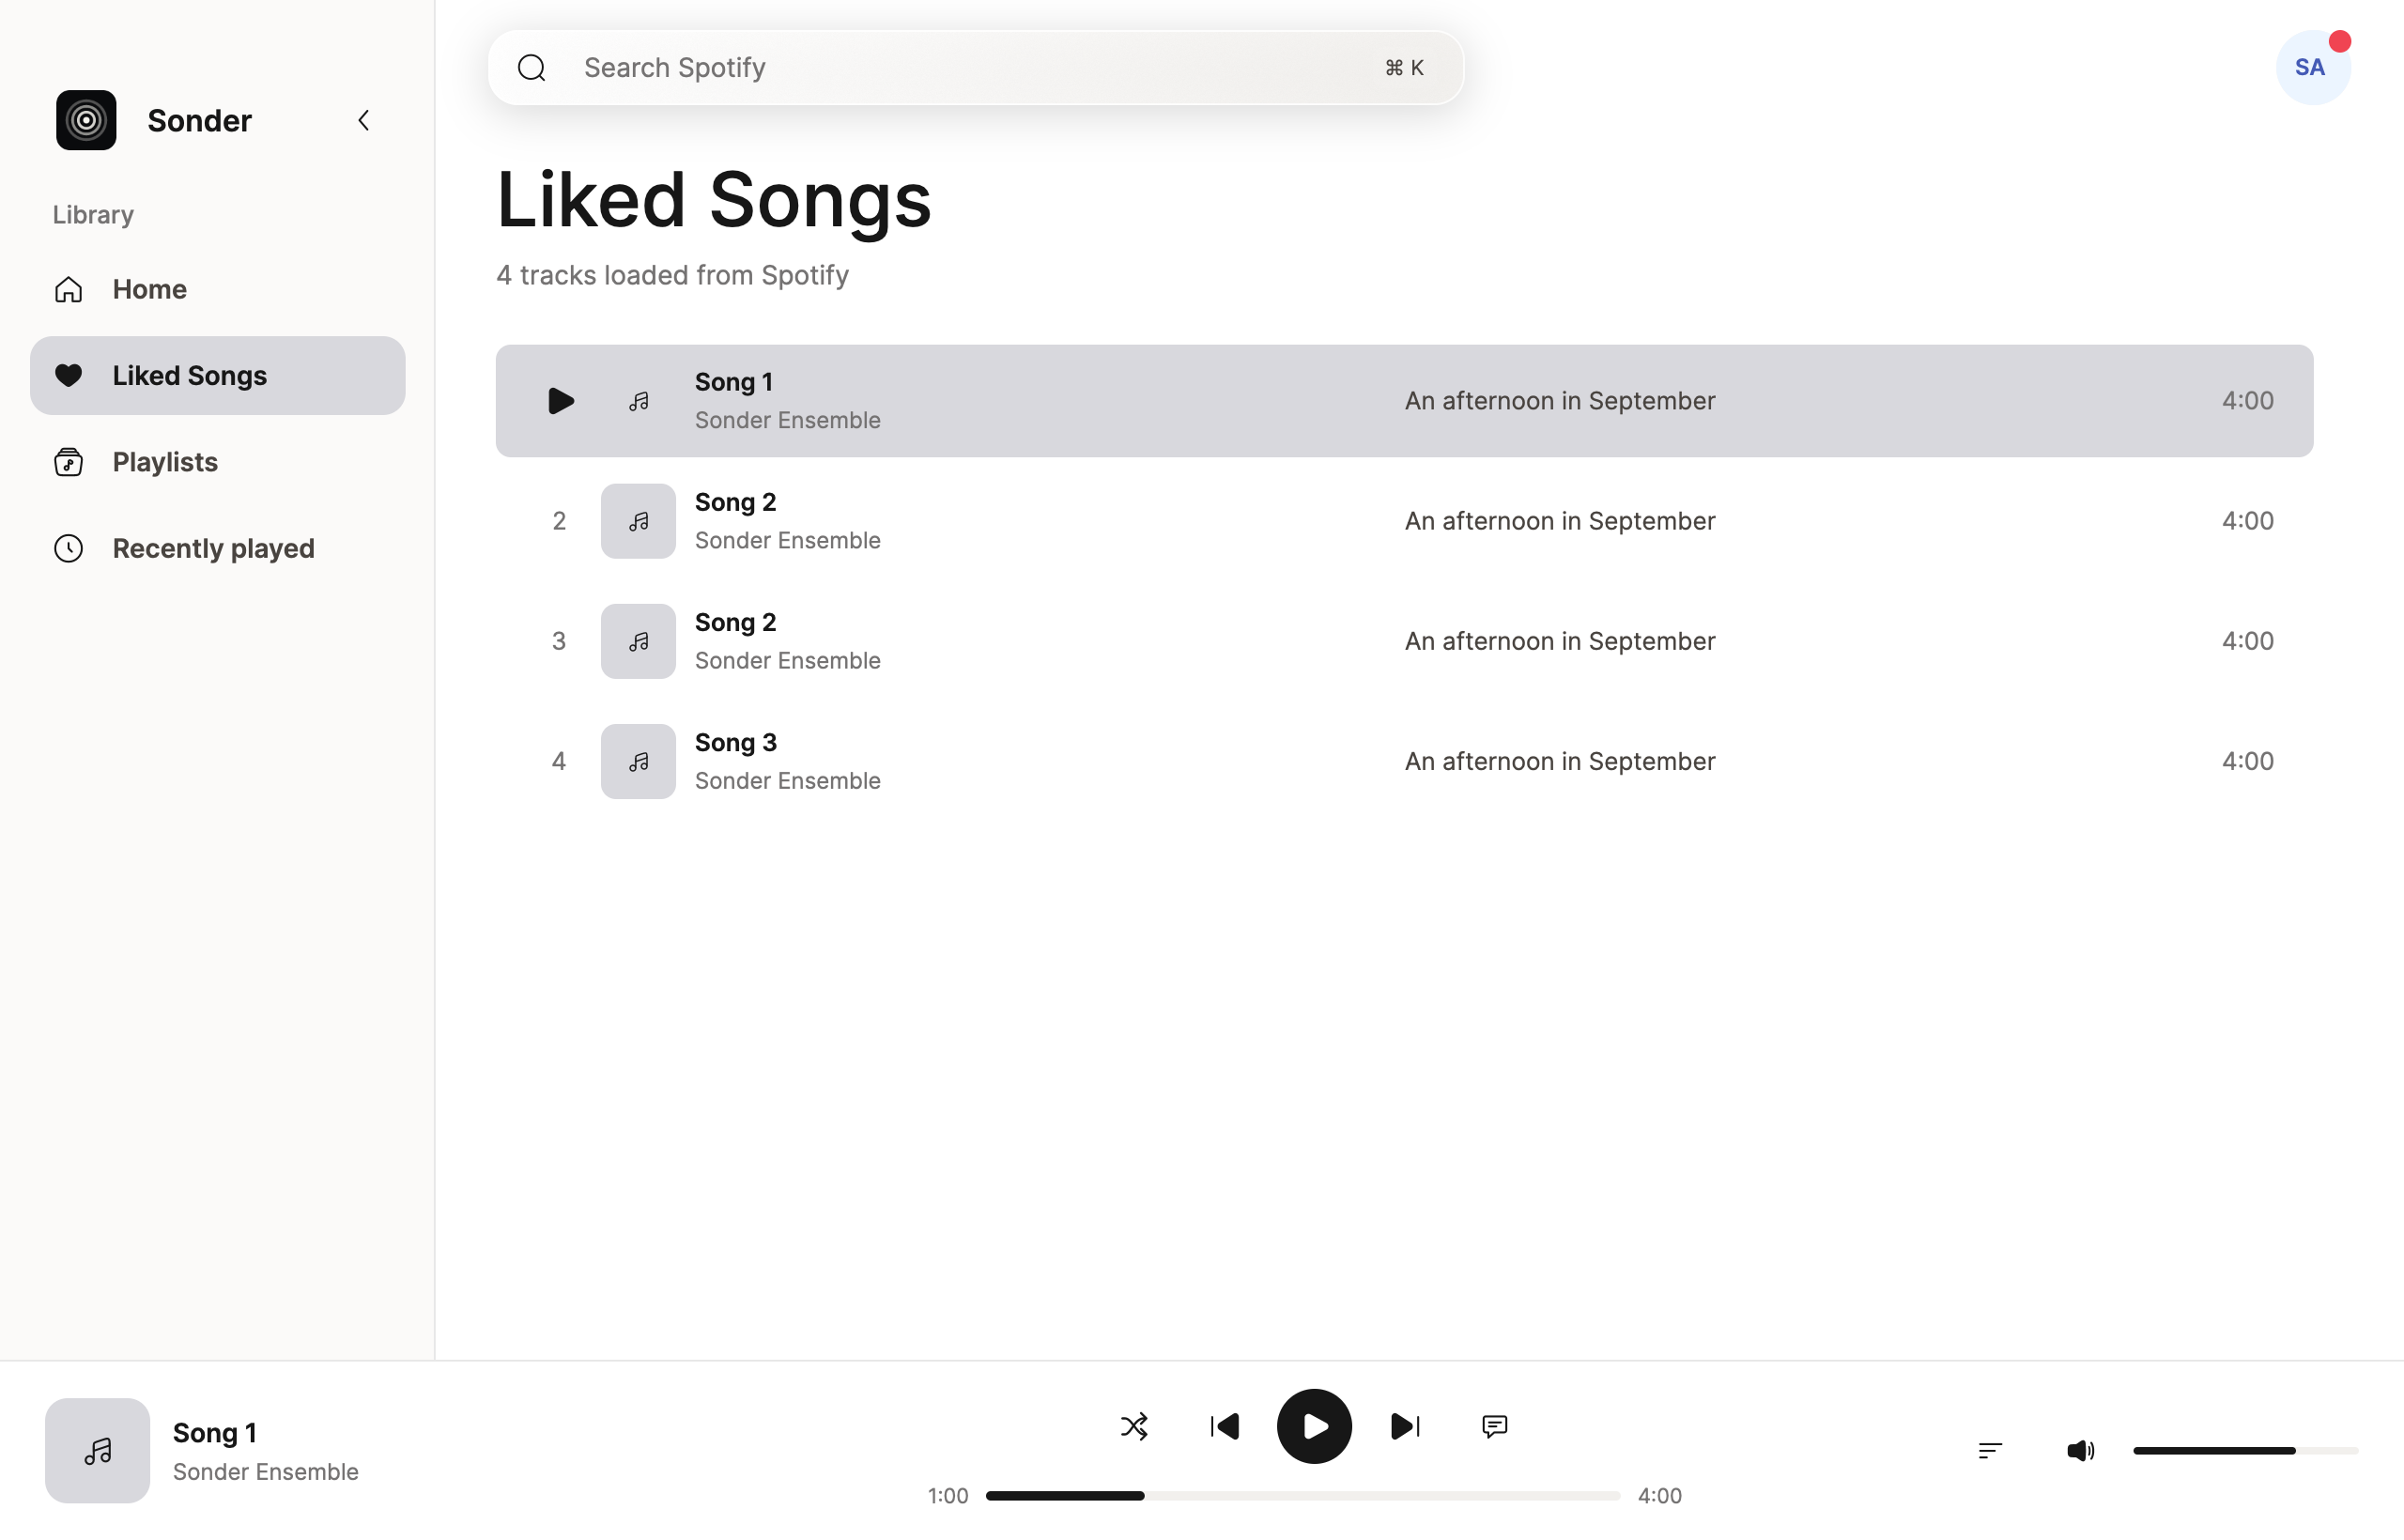 Sonder
Library
Home
Liked Songs
Playlists
Recently played
Search Spotify ⌘ K
SA
Liked Songs
4 tracks loaded from Spotify
Song 1
Sonder Ensemble
An afternoon in September
4:00
2
Song 2
Sonder Ensemble
An afternoon in September
4:00
3
Song 2
Sonder Ensemble
An afternoon in September
4:00
4
Song 3
Sonder Ensemble
An afternoon in September
4:00
Song 1
Sonder Ensemble
1:00
4:00